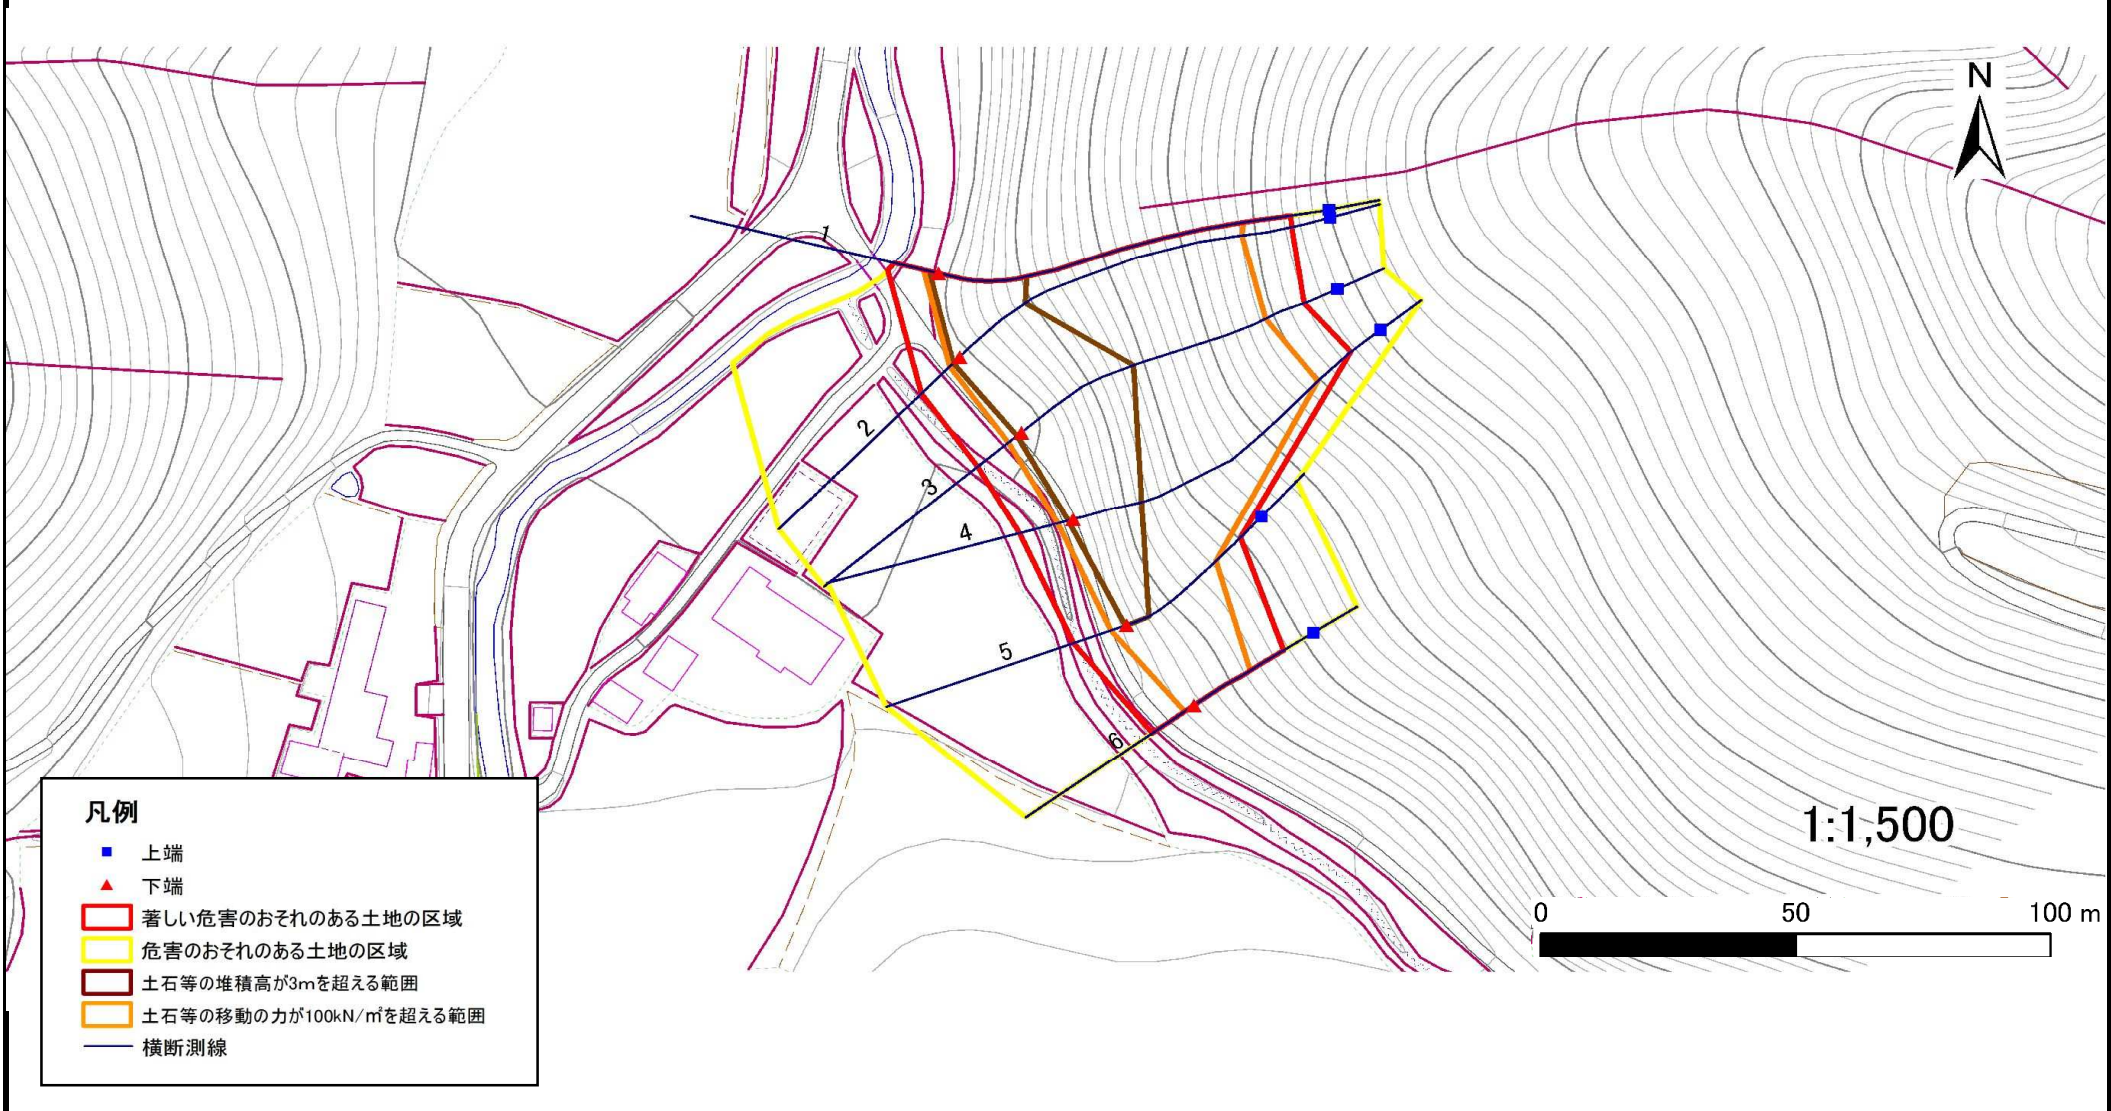 N
1
2
3
4
5
6
1:1,500
0 50 100 m
凡例
上端
下端
著しい危害のおそれのある土地の区域
危害のおそれのある土地の区域
土石等の堆積高が3mを超える範囲
土石等の移動の力が100kN/㎡を超える範囲
横断測線